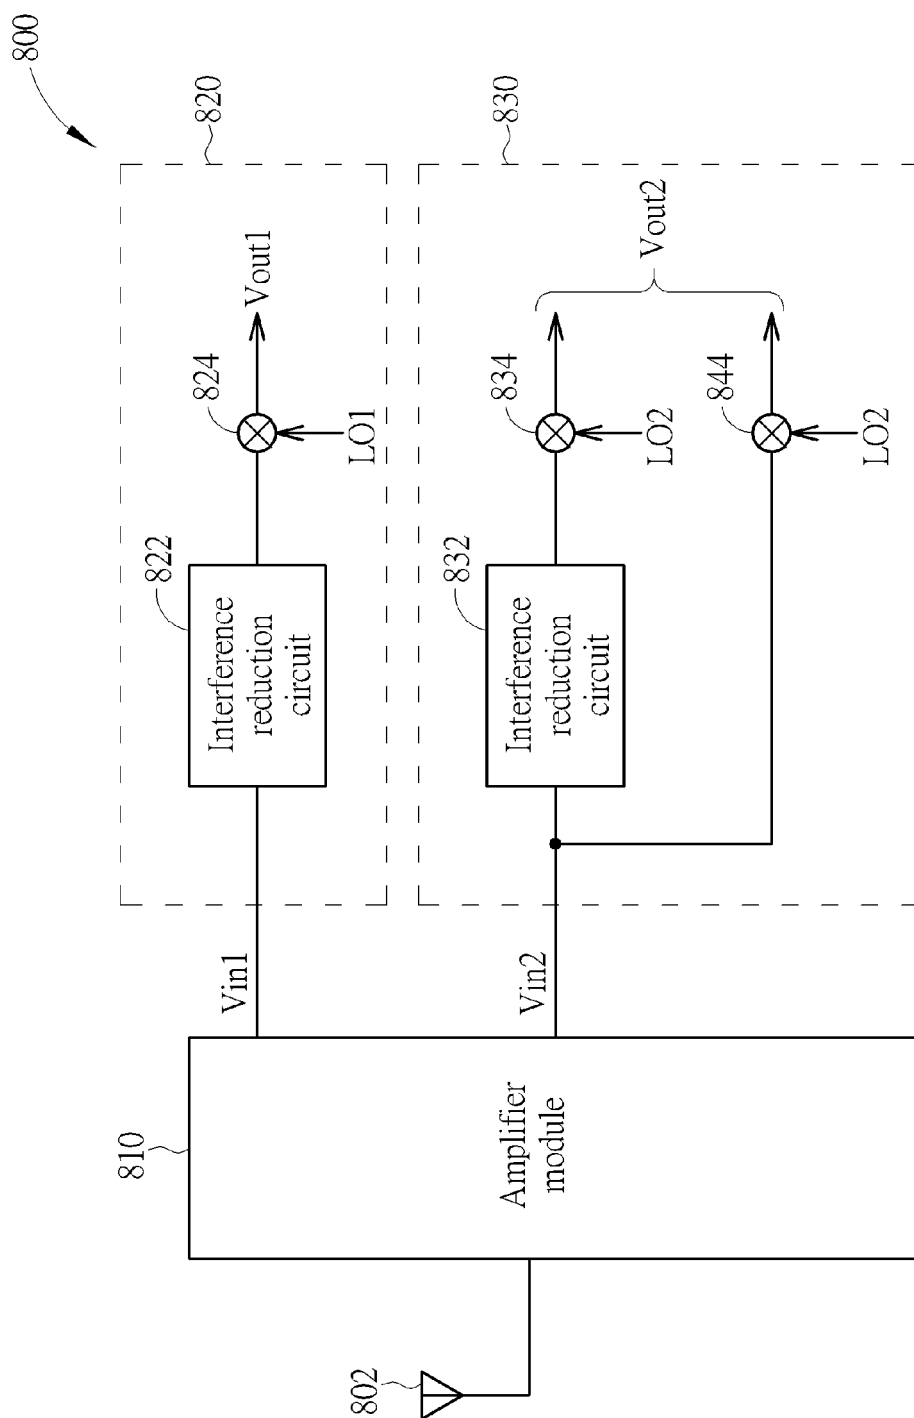 800
820
822
824
Vout1
Interference
reduction
circuit
LO1
Vin1
830
832
834
Vout2
Interference
reduction
circuit
LO2
844
LO2
Vin2
810
Amplifier
module
802